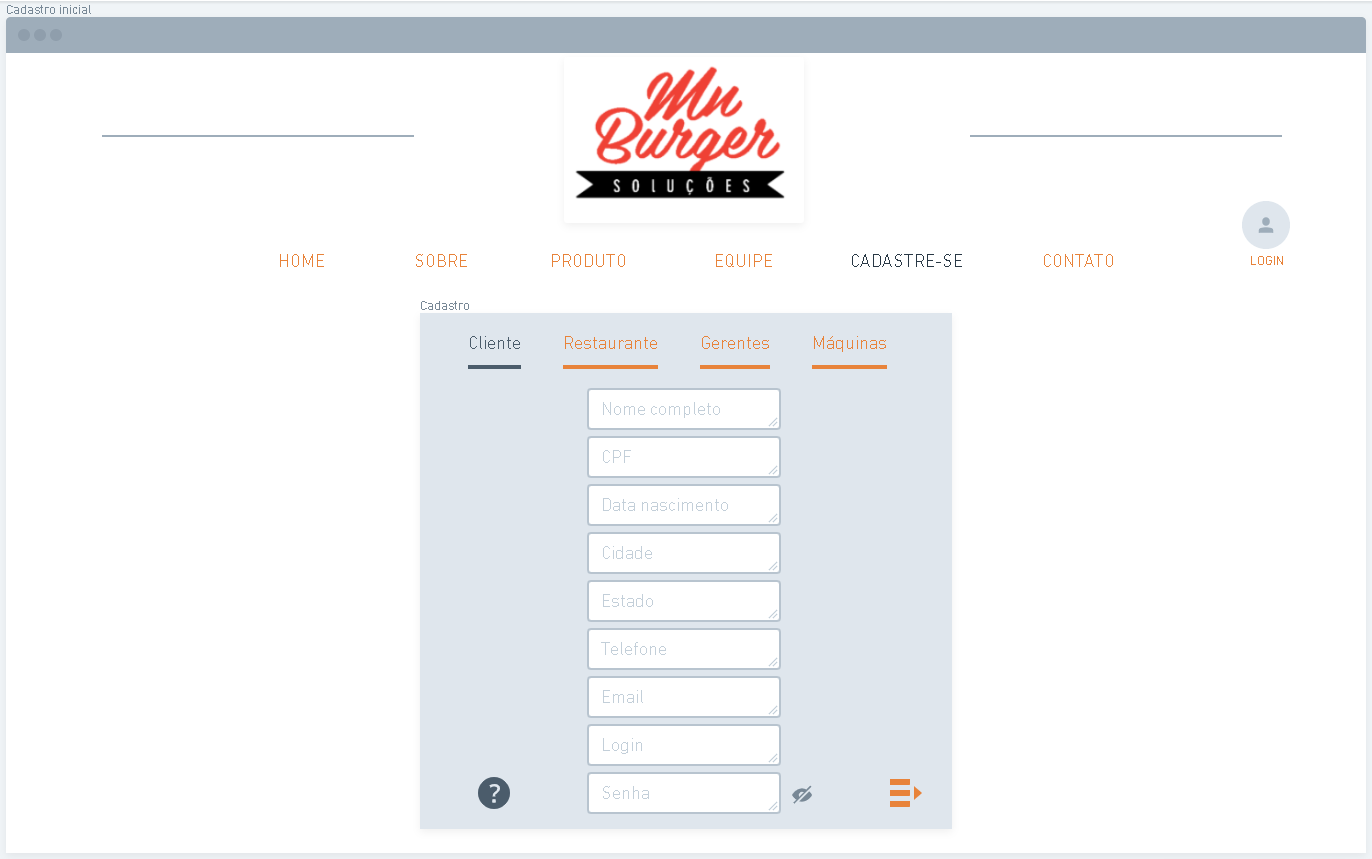 Cadastro inicial
Mn
Burger
SOLUÇÕES
HOME SOBRE PRODUTO EQUIPE CADASTRE-SE CONTATO LOGIN
Cadastro
Cliente Restaurante Gerentes Máquinas
Nome completo
CPF
Data nascimento
Cidade
Estado
Telefone
Email
Login
Senha
?